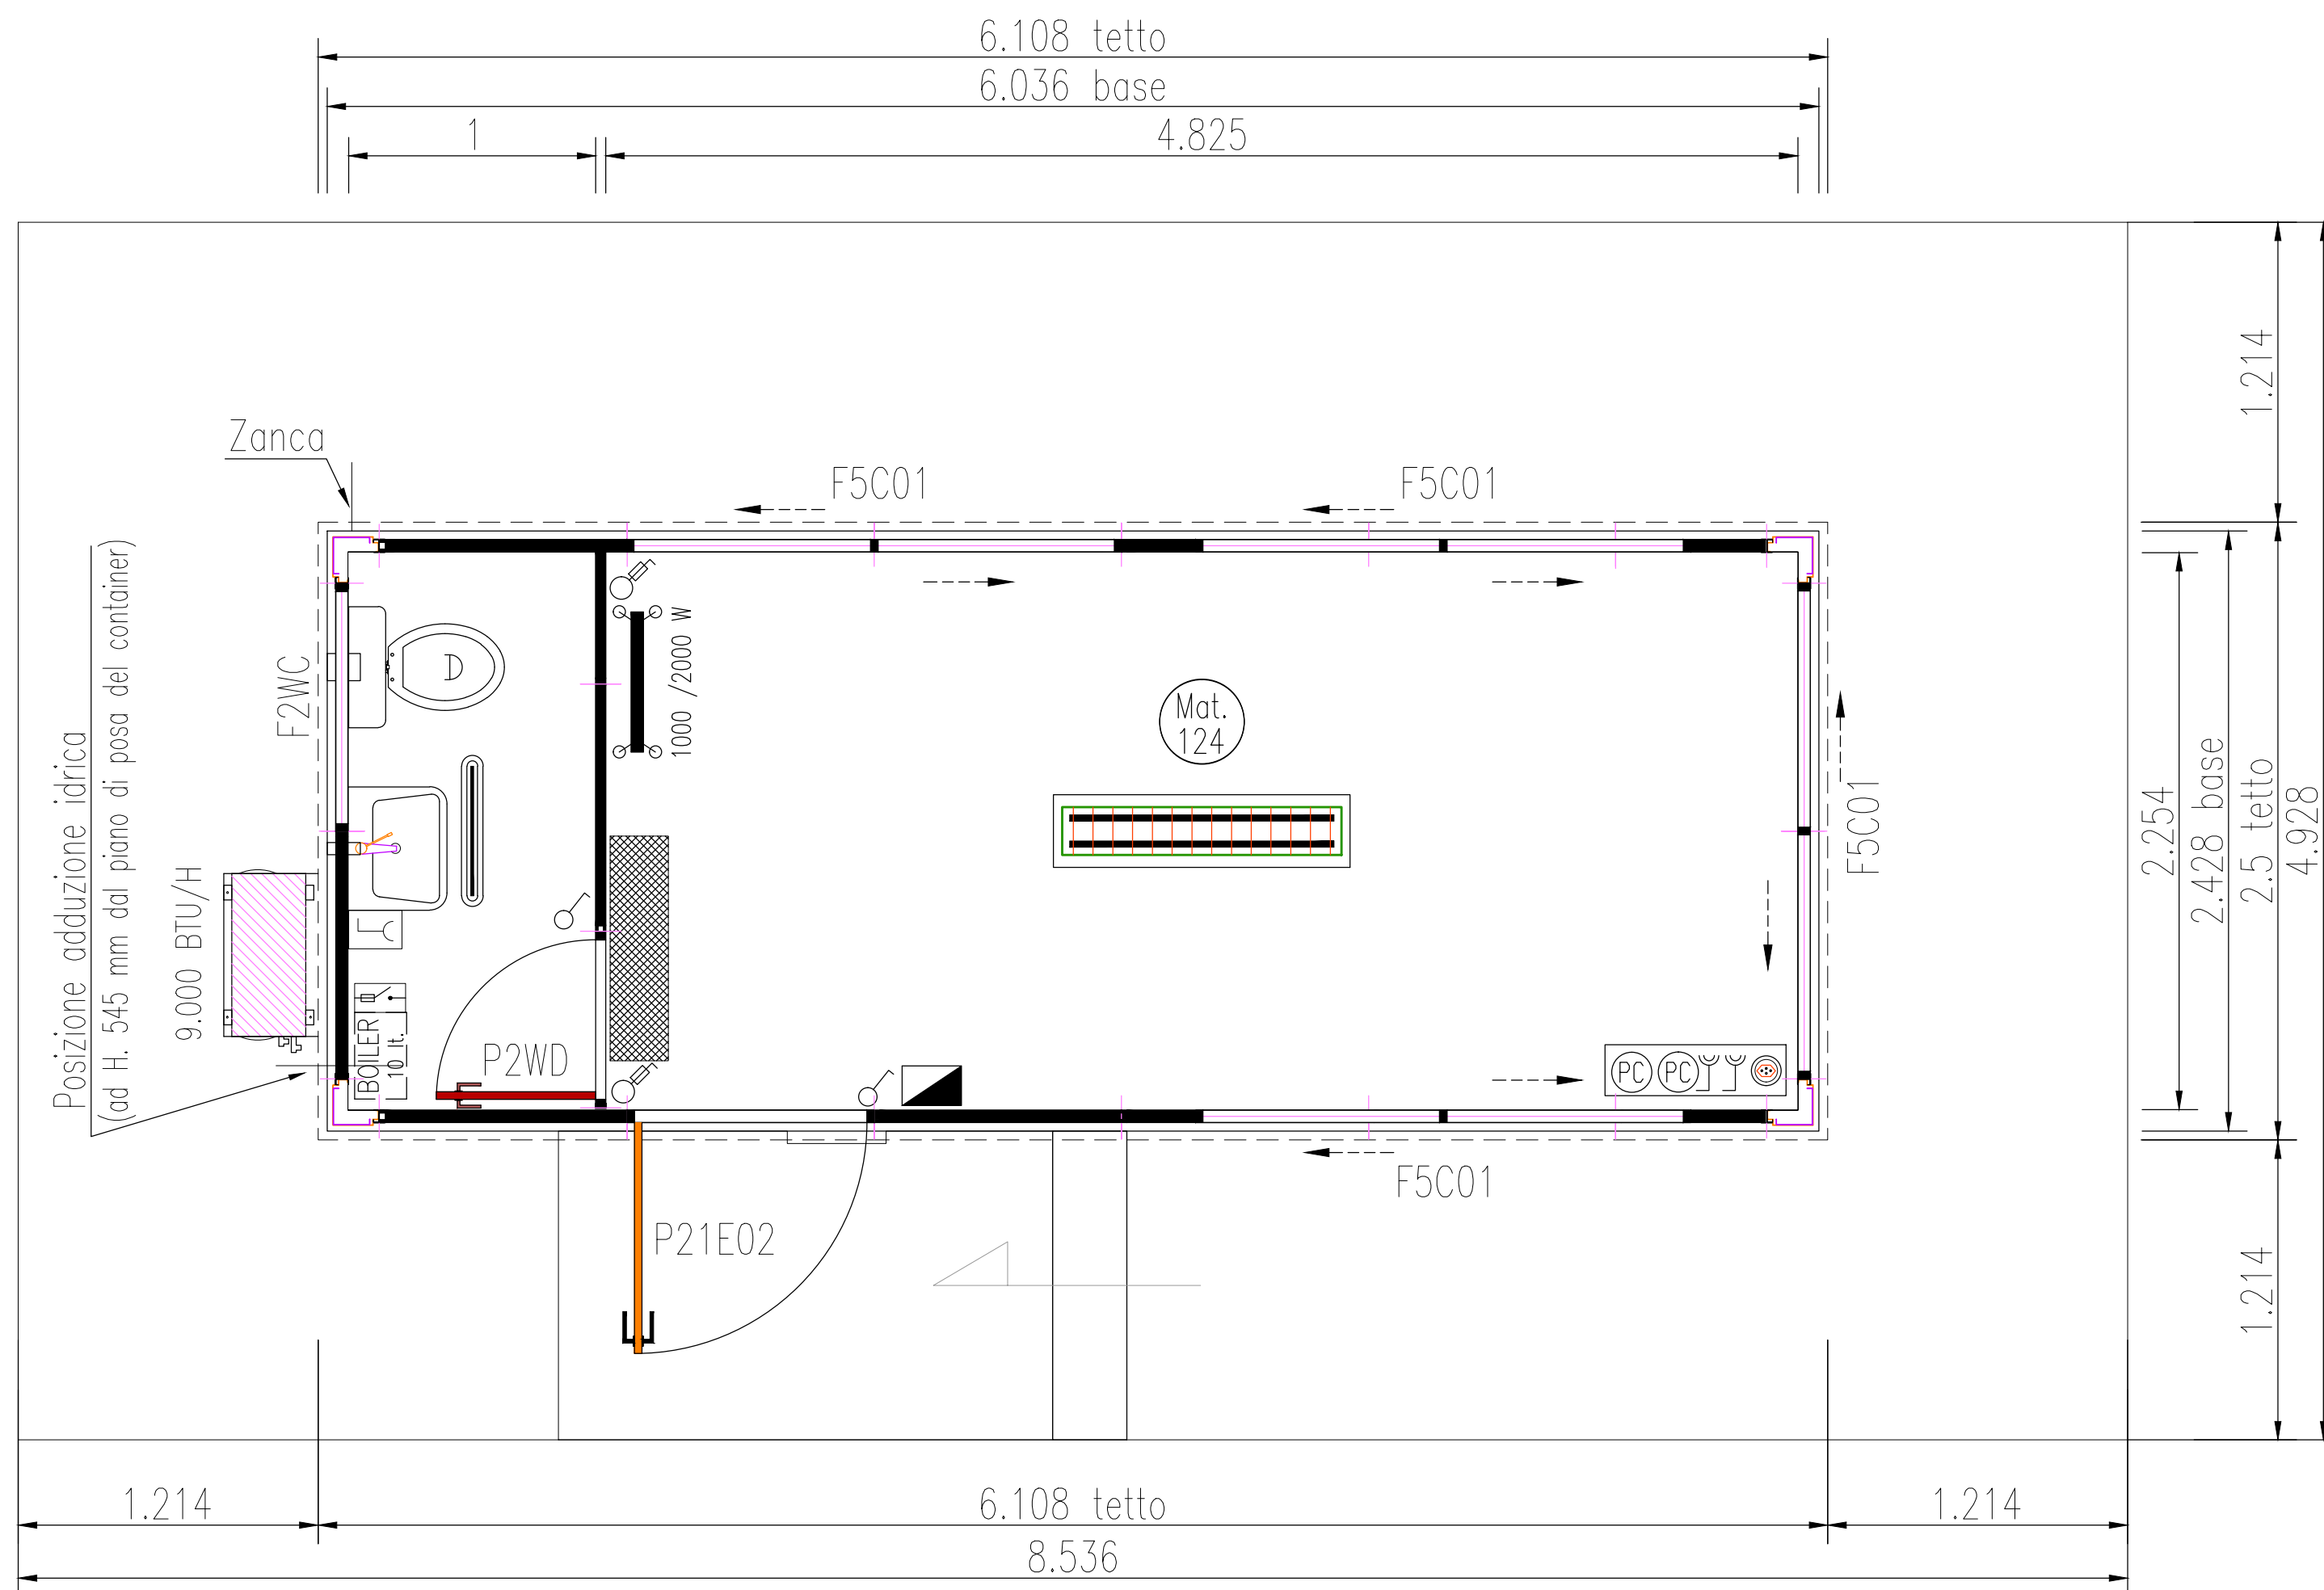 6.108 tetto
6.036 base
1
4.825
1.214
Zanca
F5C01
F5C01
Posizione adduzione idrica
(ad H. 545 mm dal piano di posa del container)
F2WC
9.000 BTU/H
1000 /2000 W
Mat.
124
F5C01
2.254
2.428 base
2.5 tetto
4.928
BOILER
10 lt.
P2WD
PC
PC
F5C01
P21E02
1.214
1.214
6.108 tetto
1.214
8.536